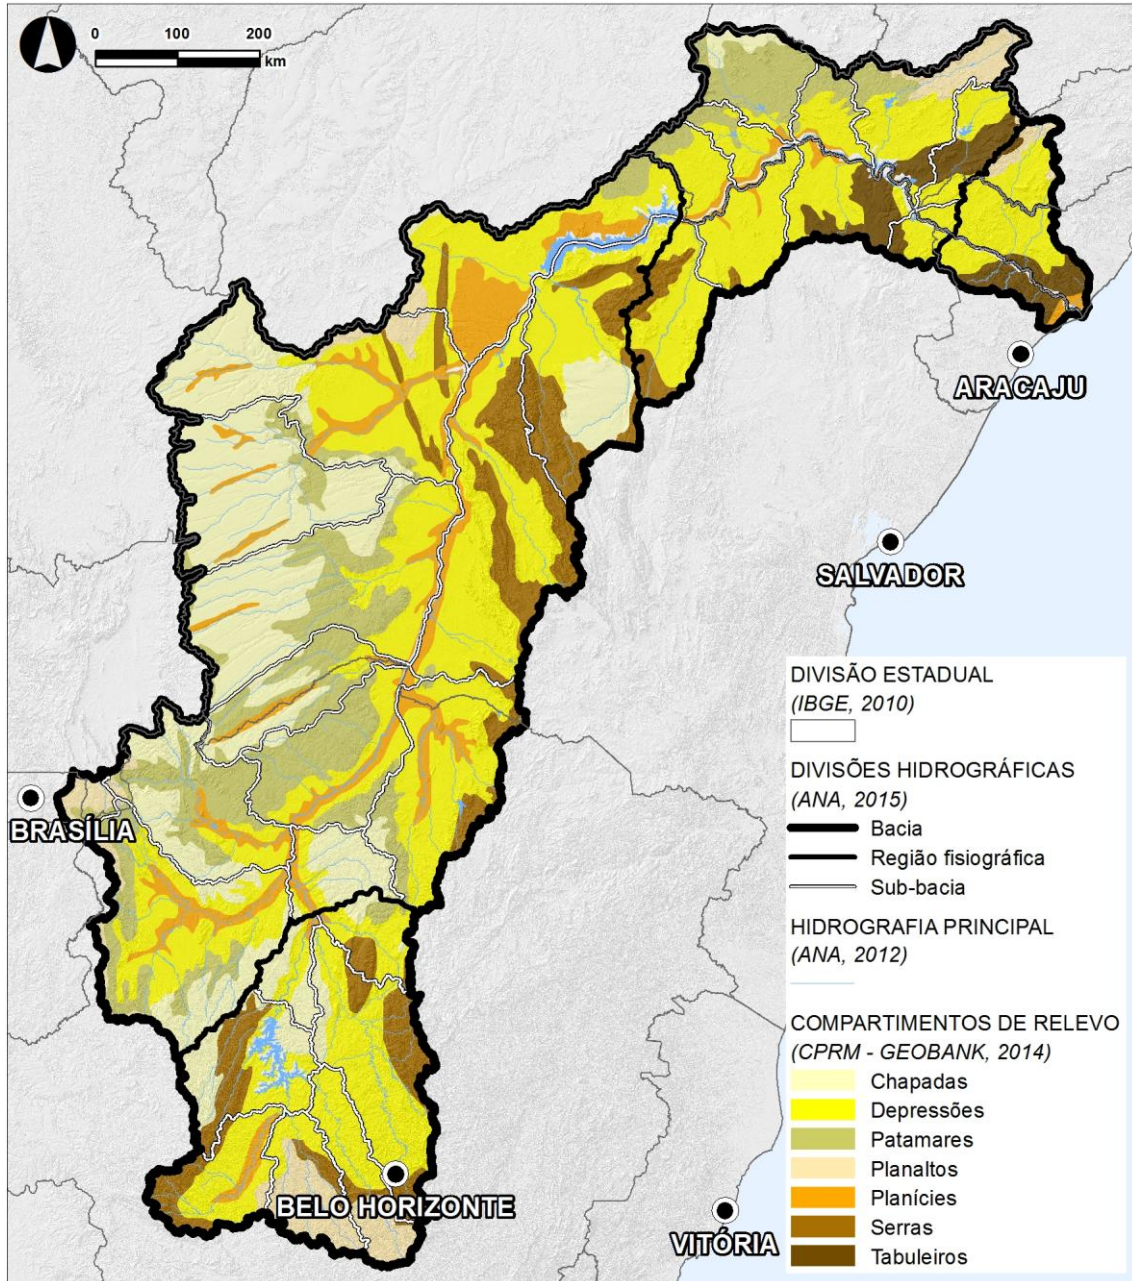 0 100 200
km
ARACAJU
SALVADOR
BRASÍLIA
BELO HORIZONTE
VITÓRIA
DIVISÃO ESTADUAL
(IBGE, 2010)
DIVISÕES HIDROGRÁFICAS
(ANA, 2015)
Bacia
Região fisiográfica
Sub-bacia
HIDROGRAFIA PRINCIPAL
(ANA, 2012)
COMPARTIMENTOS DE RELEVO
(CPRM - GEOBANK, 2014)
Chapadas
Depressões
Patamares
Planaltos
Planícies
Serras
Tabuleiros